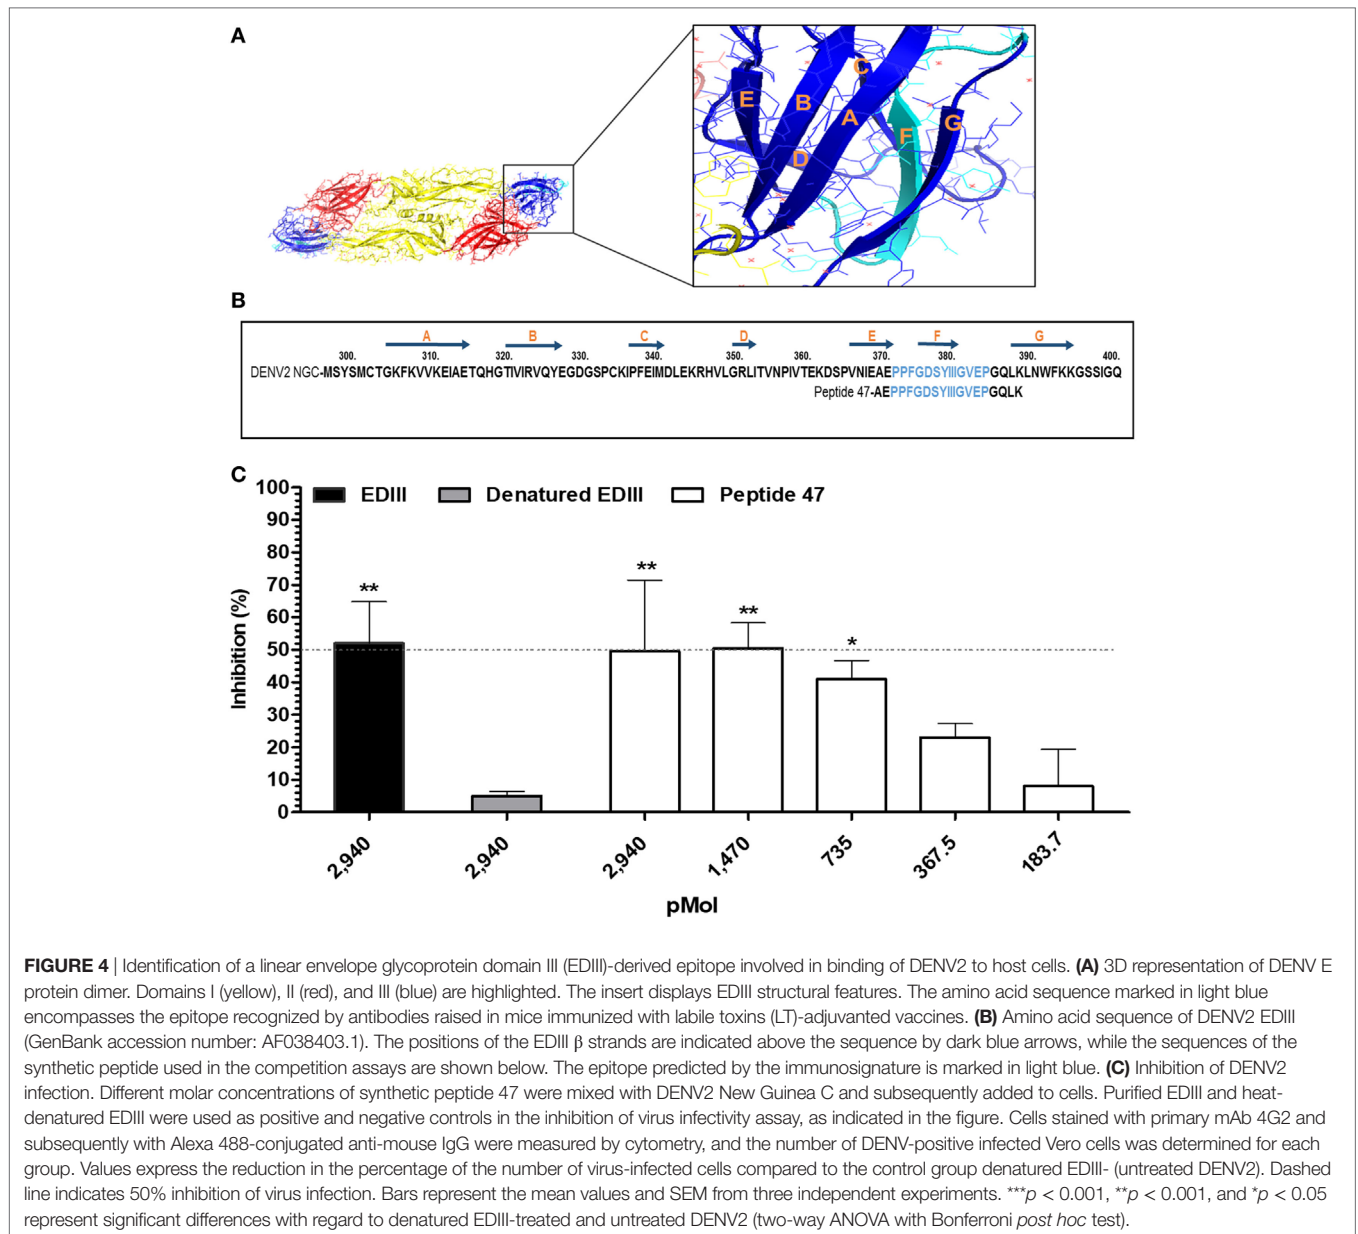 A
E
B
C
A
D
F
G
B
A B C D E F G
300. 310. 320. 330. 340. 350. 360. 370. 380. 390. 400.
DENV2 NGC-MSYSMCTGKFKVVKEIAETQHGTIVIRVQYEGDGSPCKIPFEIMDLEKRHVLGRLITVNPIVTEKDSPVNIEAEPPFGDSYIIIGVEPGQLKLNWFKKGSSIGQ
Peptide 47-AEPPFGDSYIIIGVEPGQLK
C
EDIII Denatured EDIII Peptide 47
100
90
80
70
60
50
40
30
20
10
0
Inhibition (%)
** ** ** *
2,940 2,940 2,940 1,470 735 367.5 183.7
pMol
FIGURE 4 | Identification of a linear envelope glycoprotein domain III (EDIII)-derived epitope involved in binding of DENV2 to host cells. (A) 3D representation of DENV E
protein dimer. Domains I (yellow), II (red), and III (blue) are highlighted. The insert displays EDIII structural features. The amino acid sequence marked in light blue
encompasses the epitope recognized by antibodies raised in mice immunized with labile toxins (LT)-adjuvanted vaccines. (B) Amino acid sequence of DENV2 EDIII
(GenBank accession number: AF038403.1). The positions of the EDIII β strands are indicated above the sequence by dark blue arrows, while the sequences of the
synthetic peptide used in the competition assays are shown below. The epitope predicted by the immunosignature is marked in light blue. (C) Inhibition of DENV2
infection. Different molar concentrations of synthetic peptide 47 were mixed with DENV2 New Guinea C and subsequently added to cells. Purified EDIII and heat-
denatured EDIII were used as positive and negative controls in the inhibition of virus infectivity assay, as indicated in the figure. Cells stained with primary mAb 4G2 and
subsequently with Alexa 488-conjugated anti-mouse IgG were measured by cytometry, and the number of DENV-positive infected Vero cells was determined for each
group. Values express the reduction in the percentage of the number of virus-infected cells compared to the control group denatured EDIII- (untreated DENV2). Dashed
line indicates 50% inhibition of virus infection. Bars represent the mean values and SEM from three independent experiments. ***p < 0.001, **p < 0.001, and *p < 0.05
represent significant differences with regard to denatured EDIII-treated and untreated DENV2 (two-way ANOVA with Bonferroni post hoc test).